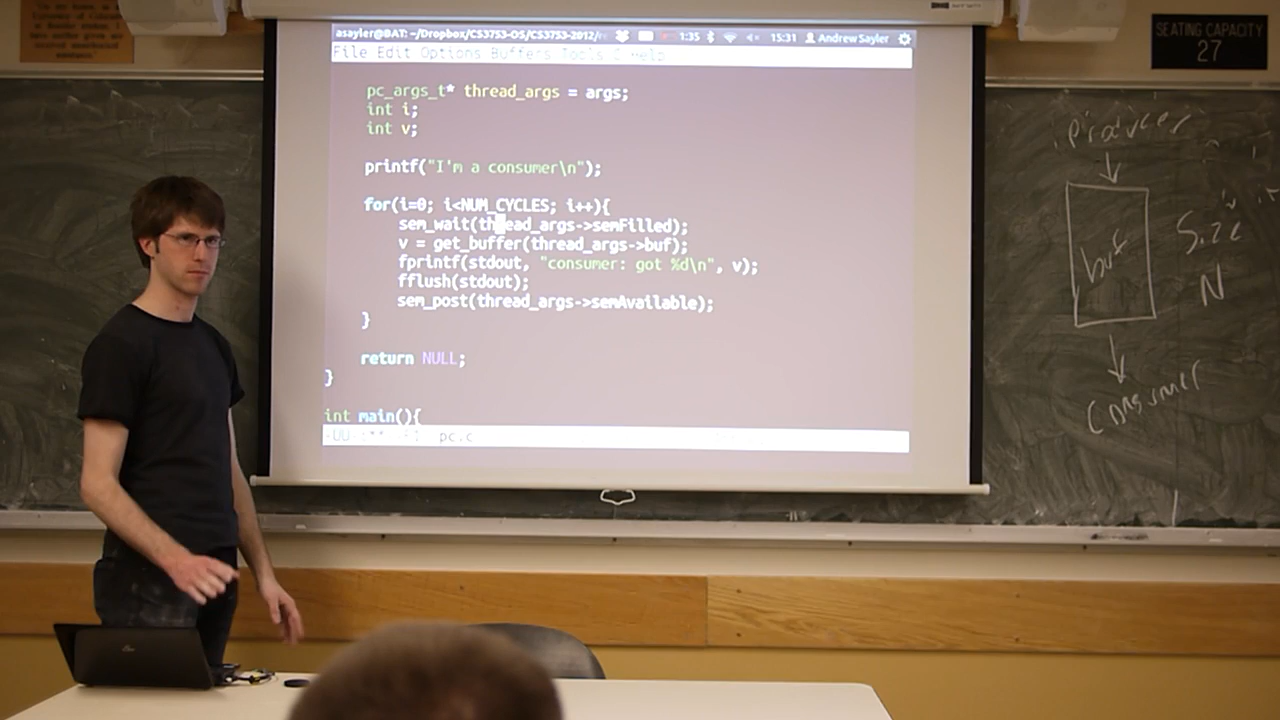 asayler@BAT: ~/Dropbox/CS3753-OS/CS3753-2012/ 1:35 15:31 Andrew Sayler
File Edit Options Buffers Tools C Help
pc_args_t* thread_args = args;
int i;
int v;
printf("I'm a consumer\n");
for(i=0; i<NUM_CYCLES; i++){
sem_wait(thread_args->semFilled);
v = get_buffer(thread_args->buf);
fprintf(stdout, "consumer: got %d\n", v);
fflush(stdout);
sem_post(thread_args->semAvailable);
}
return NULL;
}
int main(){
pc.c
SEATING CAPACITY
27
Producer
buf
Size
N
Consumer